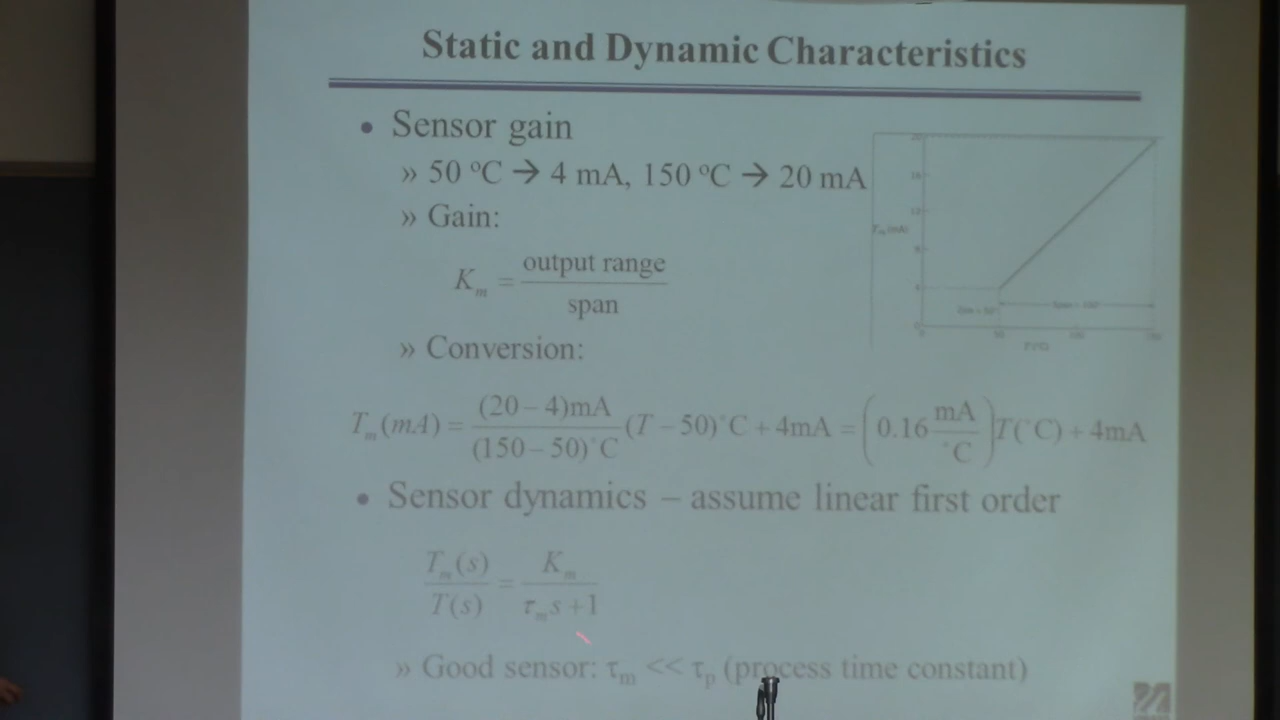 Static and Dynamic Characteristics
• Sensor gain
» 50 °C → 4 mA, 150 °C → 20 mA
» Gain:
K_m = output range / span
» Conversion:
T_m(mA) = (20 – 4)mA / (150 – 50)°C (T – 50)°C + 4mA = (0.16 mA/°C) T(°C) + 4mA
• Sensor dynamics – assume linear first order
T_m(s) / T(s) = K_m / τ_m s + 1
» Good sensor: τ_m << τ_p (process time constant)